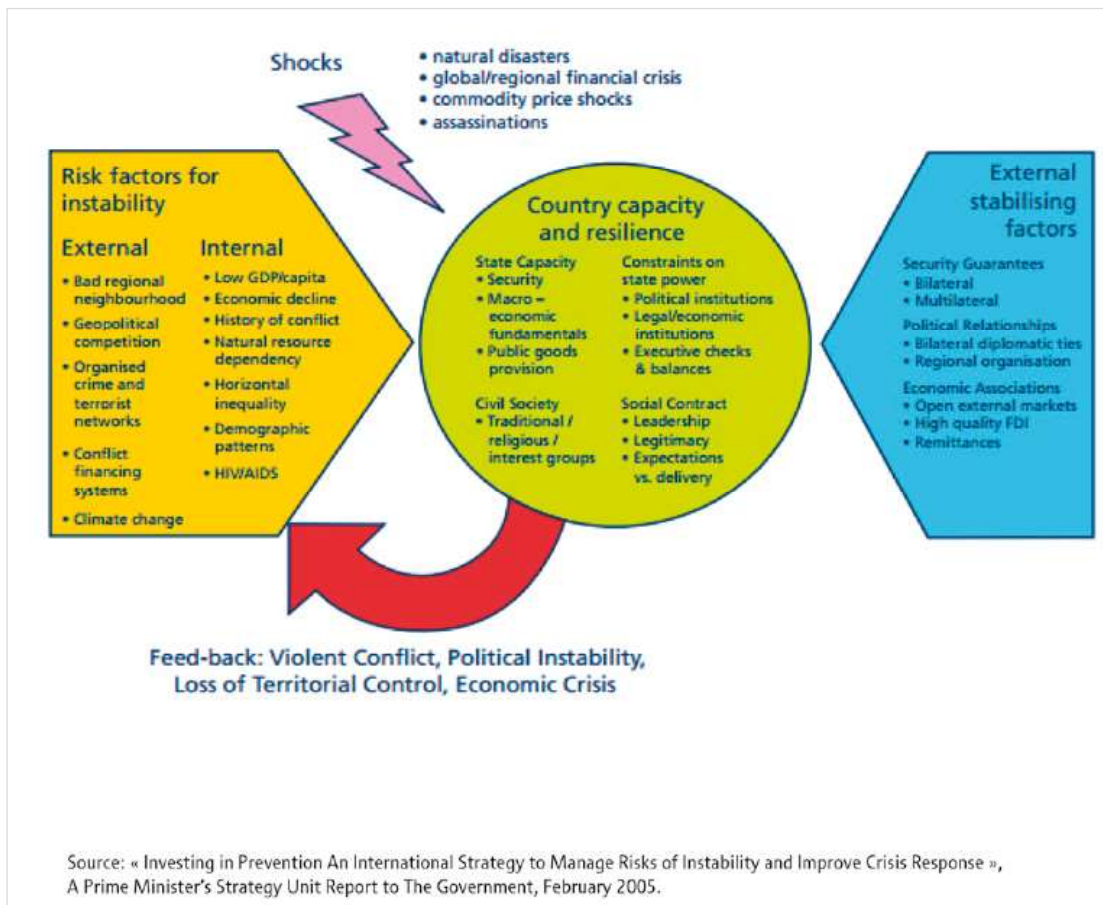 Shocks
• natural disasters
• global/regional financial crisis
• commodity price shocks
• assassinations
Risk factors for
instability
External
• Bad regional
neighbourhood
• Geopolitical
competition
• Organised
crime and
terrorist
networks
• Conflict
financing
systems
• Climate change
Internal
• Low GDP/capita
• Economic decline
• History of conflict
• Natural resource
dependency
• Horizontal
inequality
• Demographic
patterns
• HIV/AIDS
Country capacity
and resilience
State Capacity
• Security
• Macro –
economic
fundamentals
• Public goods
provision
Constraints on
state power
• Political institutions
• Legal/economic
institutions
• Executive checks
& balances
Civil Society
• Traditional /
religious /
interest groups
Social Contract
• Leadership
• Legitimacy
• Expectations
vs. delivery
External
stabilising
factors
Security Guarantees
• Bilateral
• Multilateral
Political Relationships
• Bilateral diplomatic ties
• Regional organisation
Economic Associations
• Open external markets
• High quality FDI
• Remittances
Feed-back: Violent Conflict, Political Instability,
Loss of Territorial Control, Economic Crisis
Source: « Investing in Prevention An International Strategy to Manage Risks of Instability and Improve Crisis Response »,
A Prime Minister's Strategy Unit Report to The Government, February 2005.